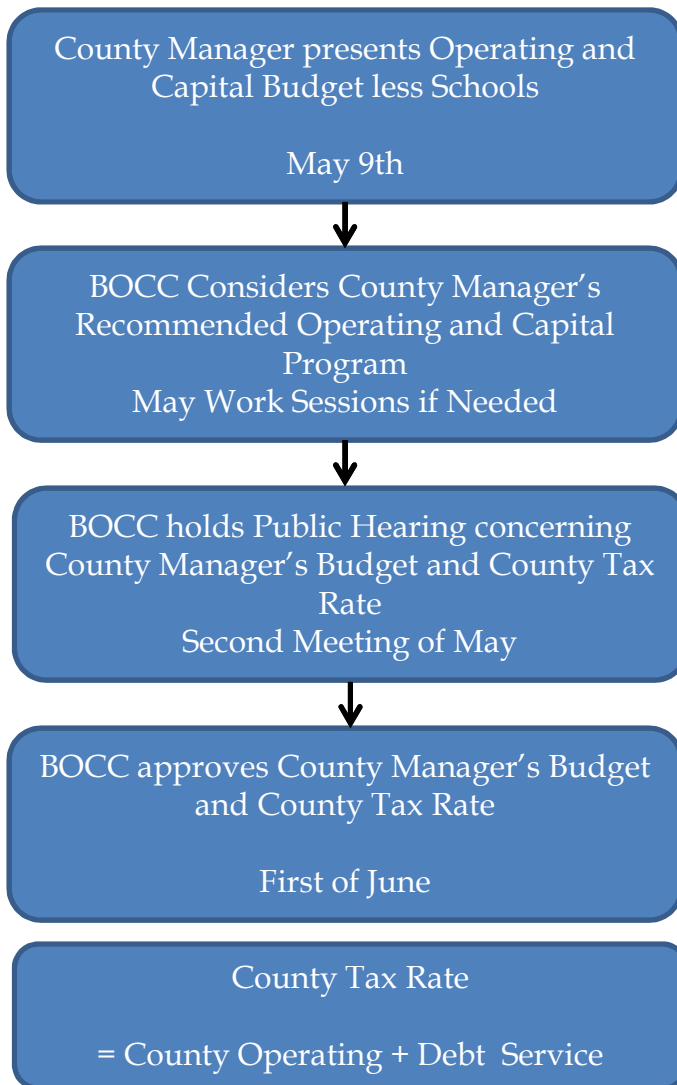 County Manager presents Operating and
Capital Budget less Schools
May 9th
BOCC Considers County Manager’s
Recommended Operating and Capital
Program
May Work Sessions if Needed
BOCC holds Public Hearing concerning
County Manager’s Budget and County Tax
Rate
Second Meeting of May
BOCC approves County Manager’s Budget
and County Tax Rate
First of June
County Tax Rate
= County Operating + Debt Service